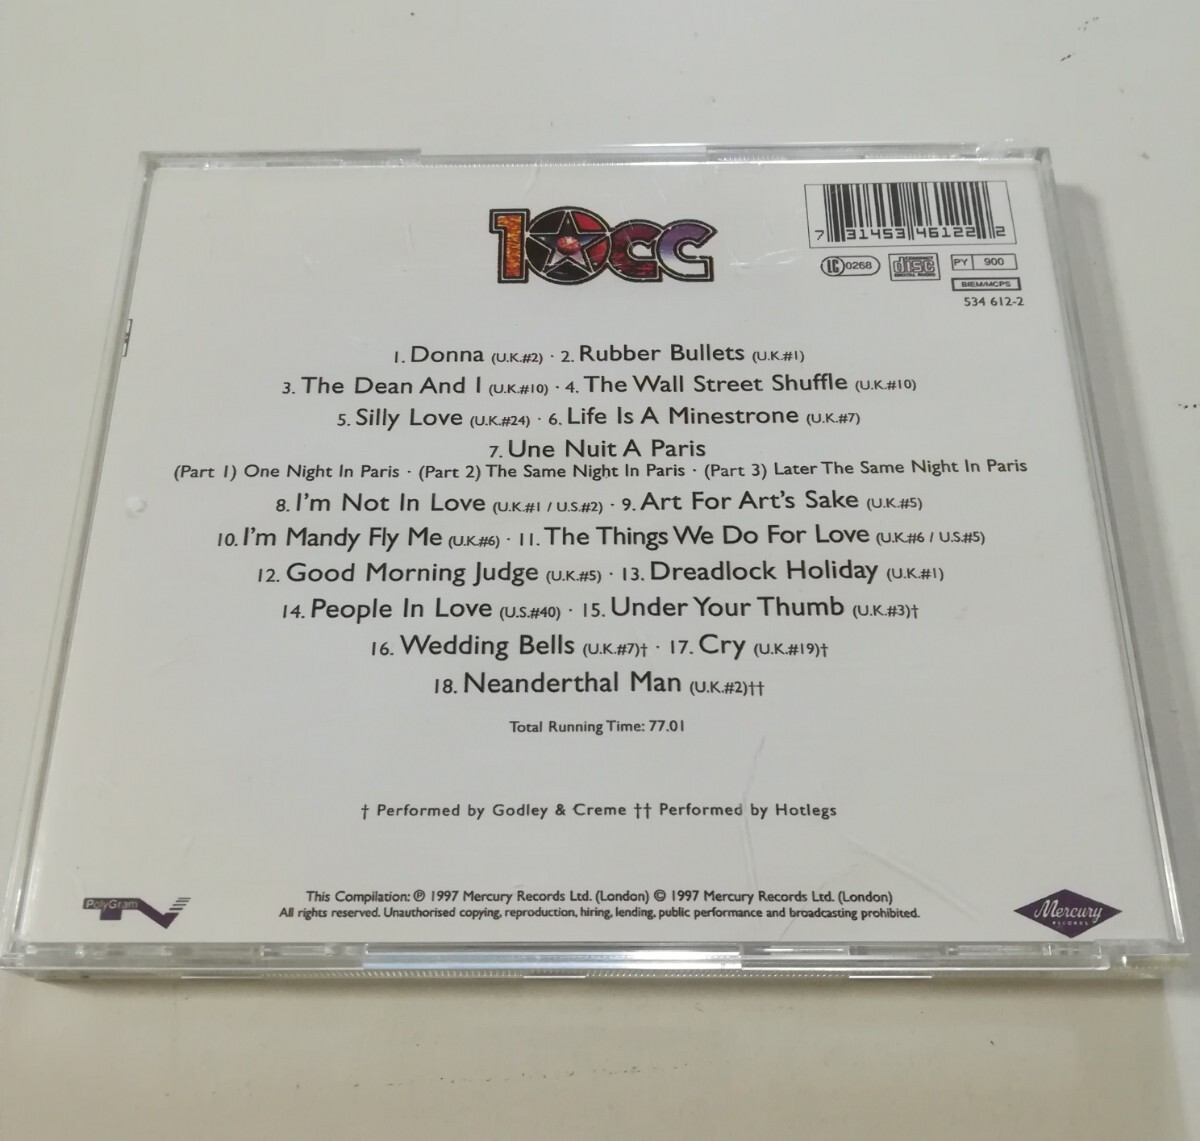 10cc
7 31453 46122 2
LC 0268
COMPACT disc DIGITAL AUDIO
PY 900
BIEM/MCPS
534 612-2
1. Donna (U.K.#2) · 2. Rubber Bullets (U.K.#1)
3. The Dean And I (U.K.#10) · 4. The Wall Street Shuffle (U.K.#10)
5. Silly Love (U.K.#24) · 6. Life Is A Minestrone (U.K.#7)
7. Une Nuit A Paris
(Part 1) One Night In Paris · (Part 2) The Same Night In Paris · (Part 3) Later The Same Night In Paris
8. I'm Not In Love (U.K.#1 / U.S.#2) · 9. Art For Art's Sake (U.K.#5)
10. I'm Mandy Fly Me (U.K.#6) · 11. The Things We Do For Love (U.K.#6 / U.S.#5)
12. Good Morning Judge (U.K.#5) · 13. Dreadlock Holiday (U.K.#1)
14. People In Love (U.S.#40) · 15. Under Your Thumb (U.K.#3)†
16. Wedding Bells (U.K.#7)† · 17. Cry (U.K.#19)†
18. Neanderthal Man (U.K.#2)††
Total Running Time: 77.01
† Performed by Godley & Creme †† Performed by Hotlegs
This Compilation: ℗ 1997 Mercury Records Ltd. (London) © 1997 Mercury Records Ltd. (London)
All rights reserved. Unauthorised copying, reproduction, hiring, lending, public performance and broadcasting prohibited.
PolyGram TV
Mercury
RECORDS